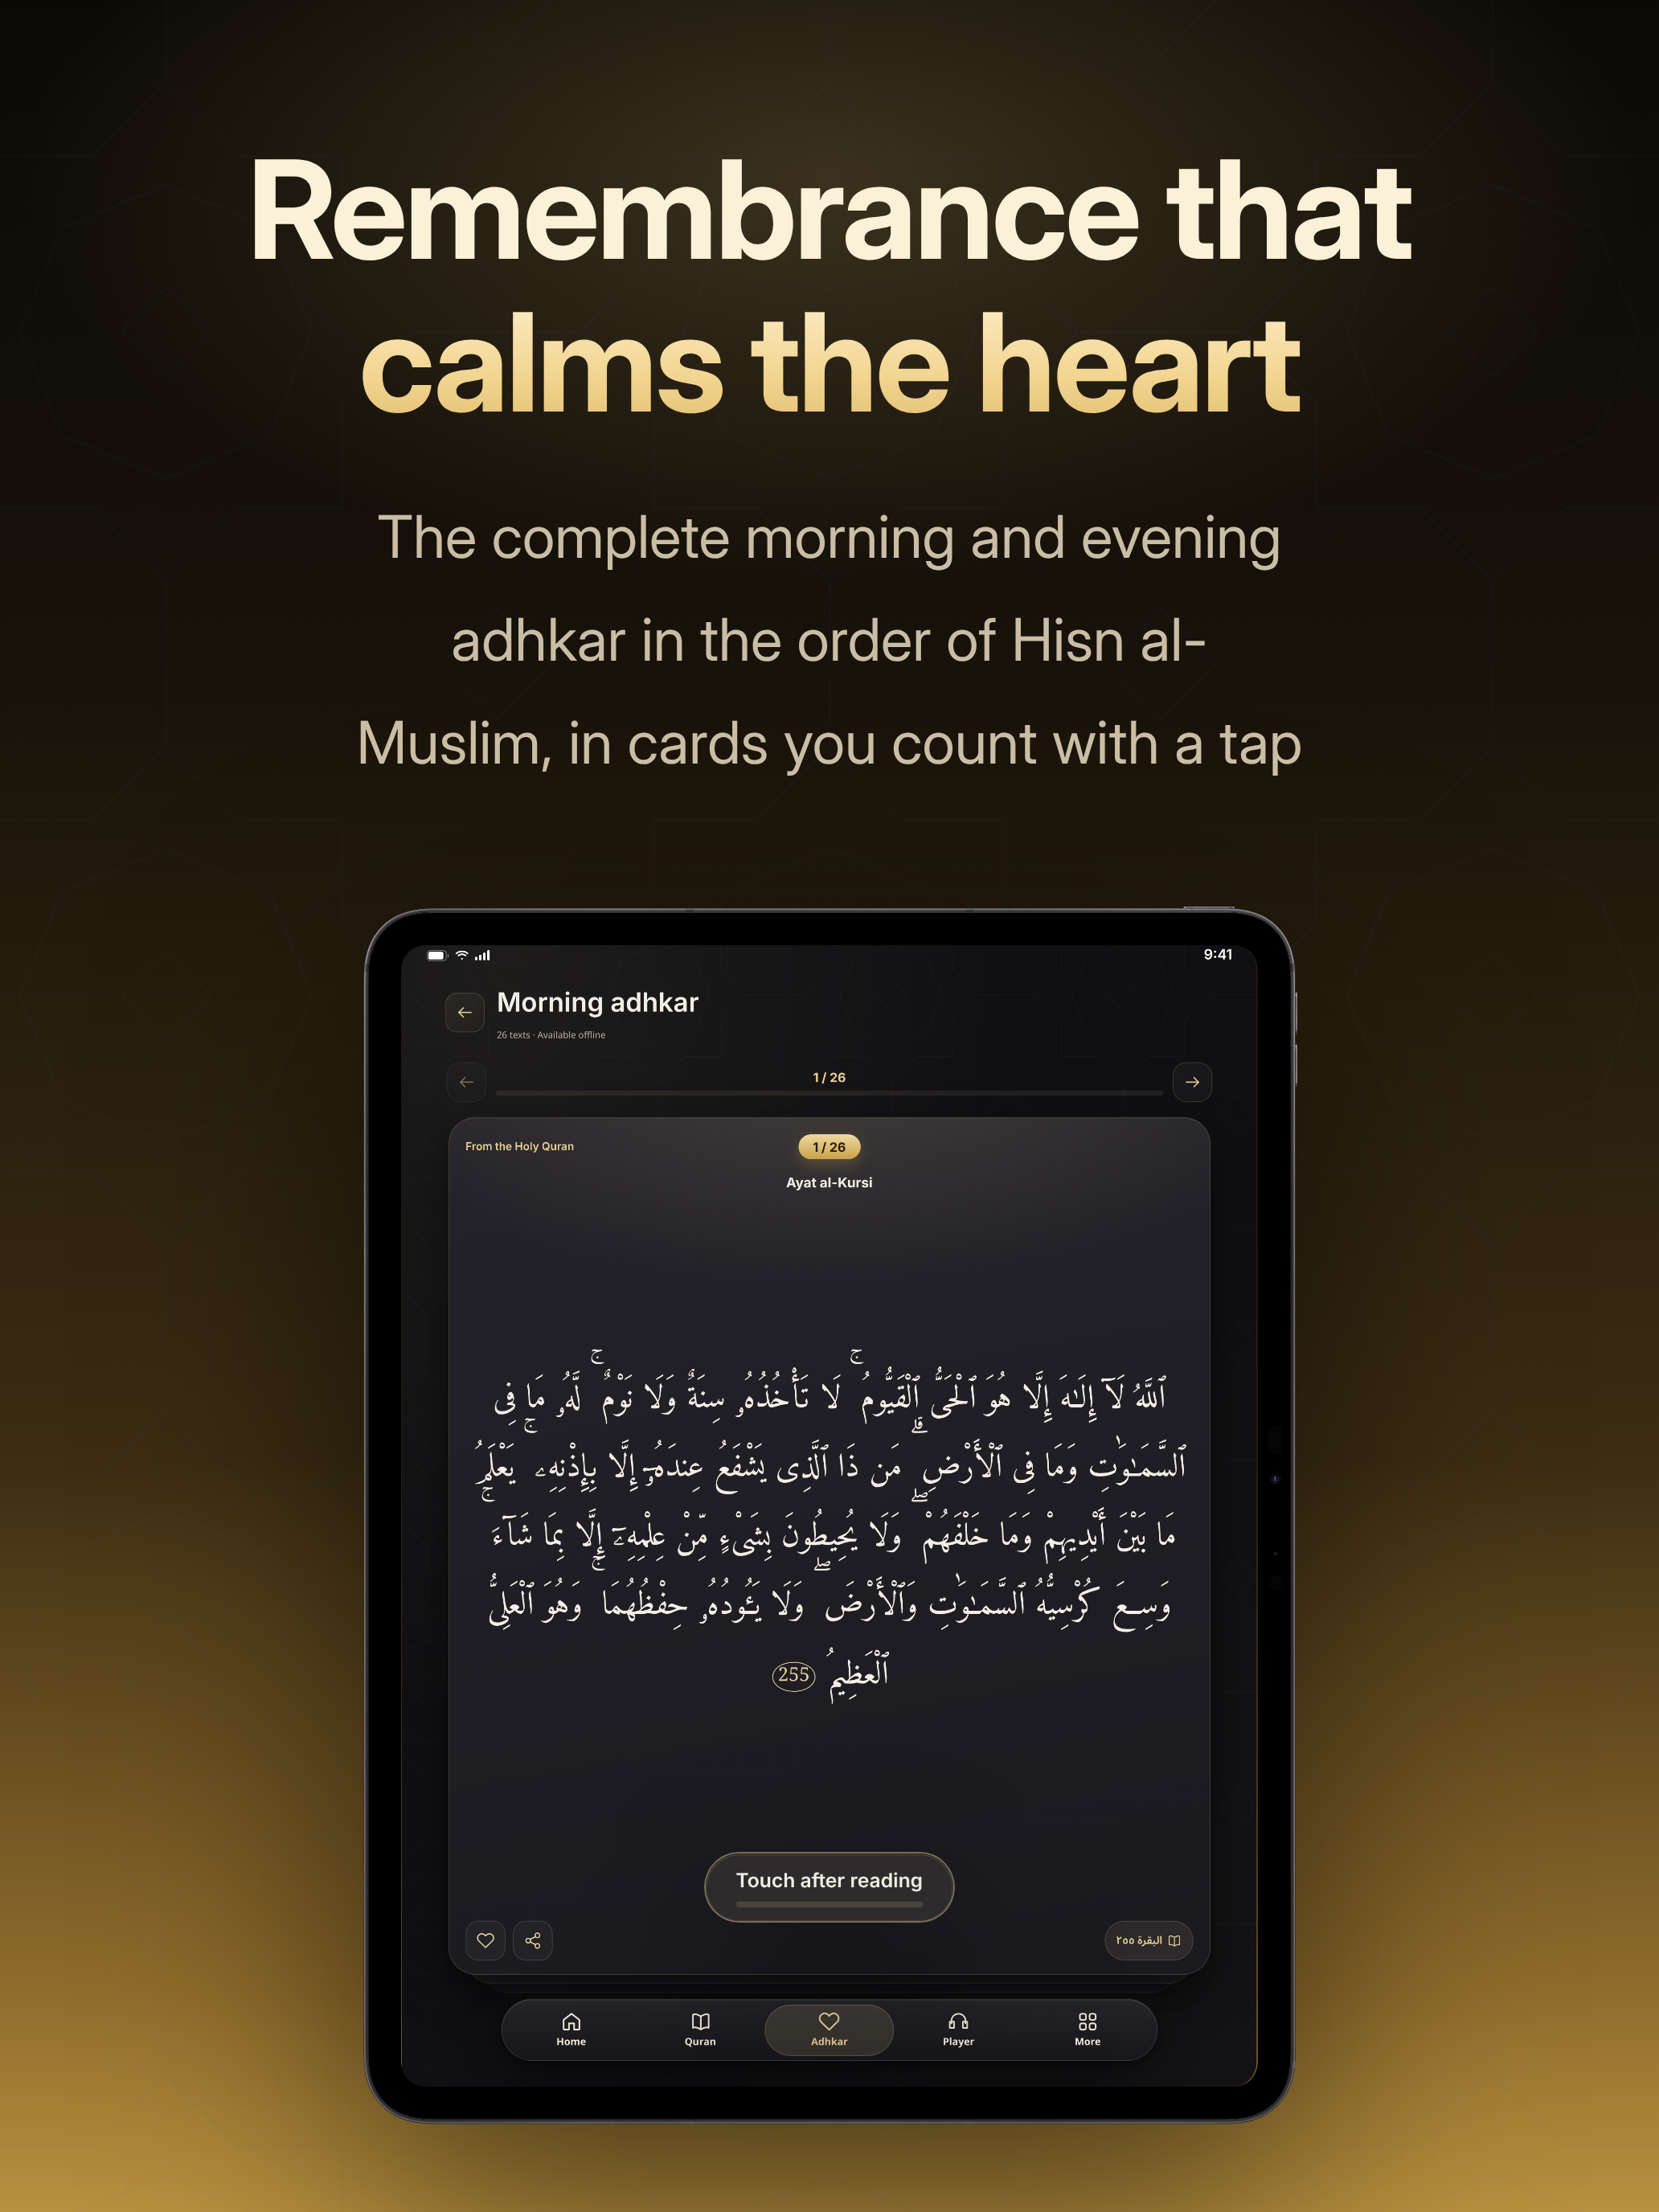 Remembrance that
calms the heart
The complete morning and evening
adhkar in the order of Hisn al-
Muslim, in cards you count with a tap
9:41
Morning adhkar
26 texts · Available offline
1 / 26
From the Holy Quran
1 / 26
Ayat al-Kursi
ٱللَّهُ لَآ إِلَـٰهَ إِلَّا هُوَ ٱلْحَىُّ ٱلْقَيُّومُ ۚ لَا تَأْخُذُهُۥ سِنَةٌ وَلَا نَوْمٌ ۚ لَّهُۥ مَا فِى
ٱلسَّمَـٰوَٰتِ وَمَا فِى ٱلْأَرْضِ ۗ مَن ذَا ٱلَّذِى يَشْفَعُ عِندَهُۥٓ إِلَّا بِإِذْنِهِۦ ۚ يَعْلَمُ
مَا بَيْنَ أَيْدِيهِمْ وَمَا خَلْفَهُمْ ۖ وَلَا يُحِيطُونَ بِشَىْءٍ مِّنْ عِلْمِهِۦٓ إِلَّا بِمَا شَآءَ ۚ
وَسِعَ كُرْسِيُّهُ ٱلسَّمَـٰوَٰتِ وَٱلْأَرْضَ ۖ وَلَا يَـُٔودُهُۥ حِفْظُهُمَا ۚ وَهُوَ ٱلْعَلِىُّ
ٱلْعَظِيمُ 255
Touch after reading
البقرة ٢٥٥
Home
Quran
Adhkar
Player
More